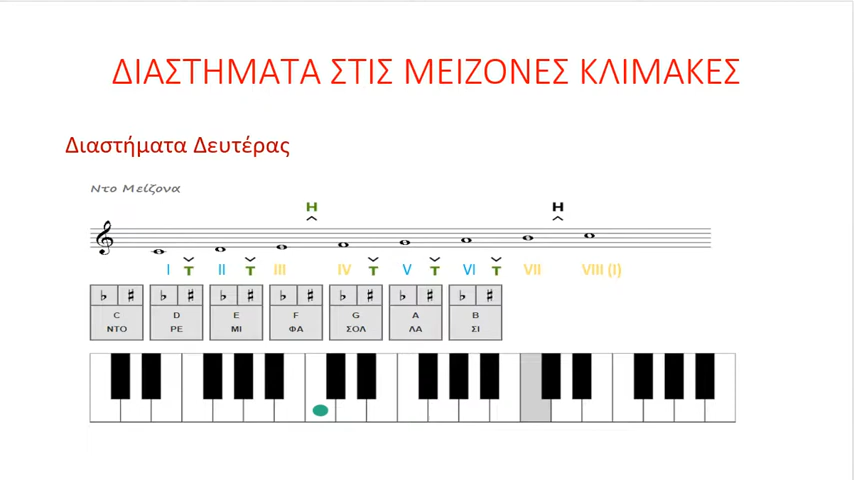 ΔΙΑΣΤΗΜΑΤΑ ΣΤΙΣ ΜΕΙΖΟΝΕΣ ΚΛΙΜΑΚΕΣ
Διαστήματα Δευτέρας
Ντο Μείζονα
H H
I T II T III IV T V T VI T VII VIII (I)
♭ ♯ ♭ ♯ ♭ ♯ ♭ ♯ ♭ ♯ ♭ ♯ ♭ ♯
C D E F G A B
ΝΤΟ ΡΕ ΜΙ ΦΑ ΣΟΛ ΛΑ ΣΙ